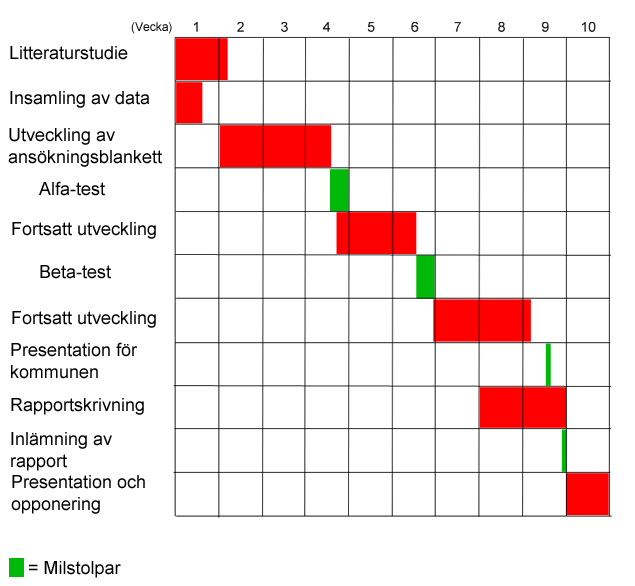 (Vecka) 1 2 3 4 5 6 7 8 9 10
Litteraturstudie
Insamling av data
Utveckling av
ansökningsblankett
Alfa-test
Fortsatt utveckling
Beta-test
Fortsatt utveckling
Presentation för
kommunen
Rapportskrivning
Inlämning av
rapport
Presentation och
opponering
= Milstolpar